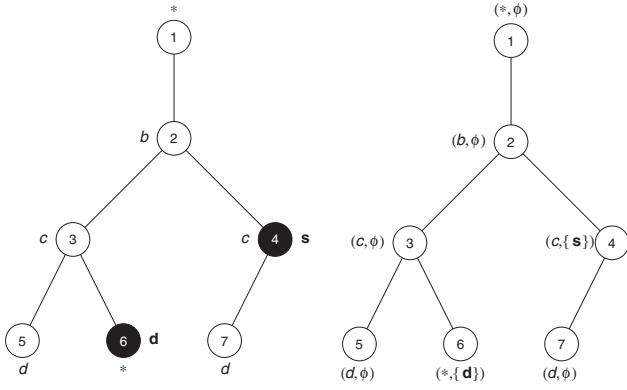 * (*, ϕ)
1 1
b 2 (b, ϕ) 2
c 3 c 4 s (c, ϕ) 3 (c,{ s}) 4
5 6 d 7 5 6 7
d * d (d, ϕ) (*,{ d}) (d, ϕ)